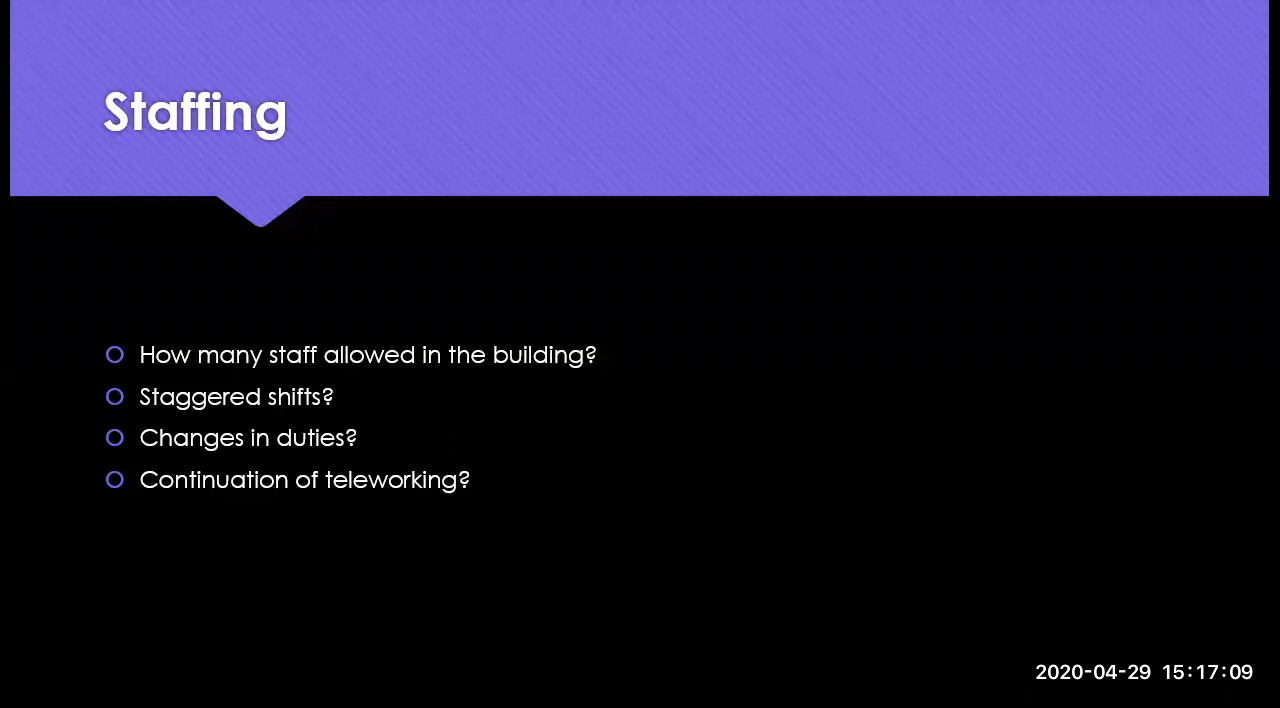 Staffing
How many staff allowed in the building?
Staggered shifts?
Changes in duties?
Continuation of teleworking?
2020-04-29 15:17:09